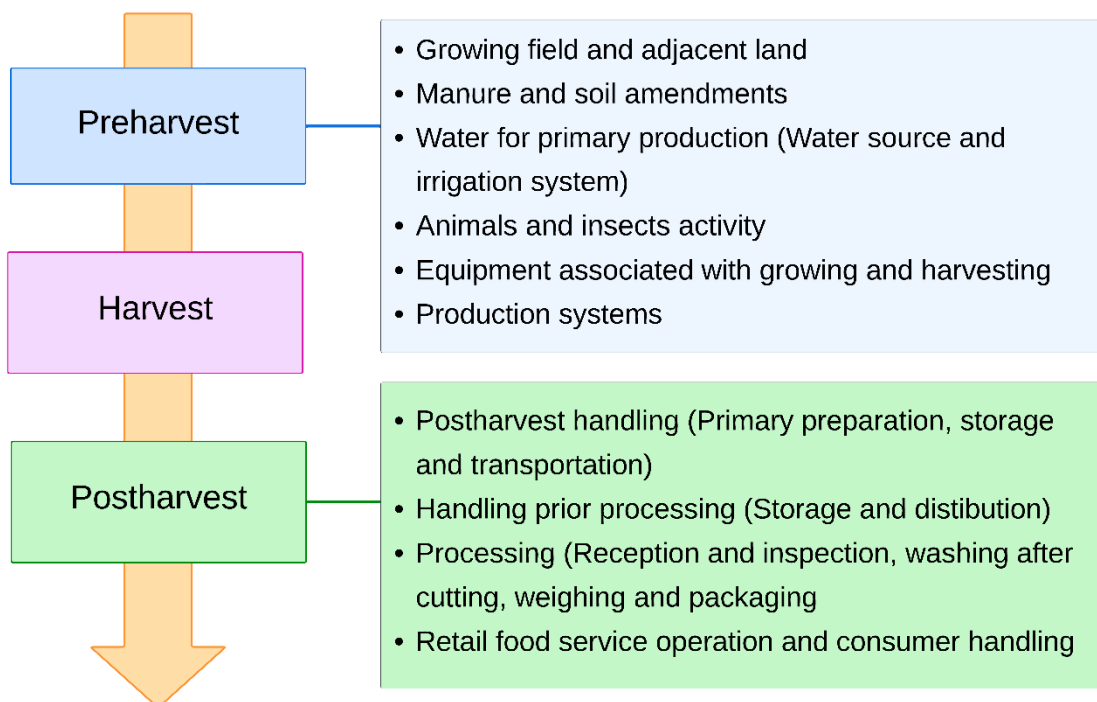 Preharvest
• Growing field and adjacent land
• Manure and soil amendments
• Water for primary production (Water source and
irrigation system)
• Animals and insects activity
• Equipment associated with growing and harvesting
• Production systems
Harvest
Postharvest
• Postharvest handling (Primary preparation, storage
and transportation)
• Handling prior processing (Storage and distibution)
• Processing (Reception and inspection, washing after
cutting, weighing and packaging
• Retail food service operation and consumer handling